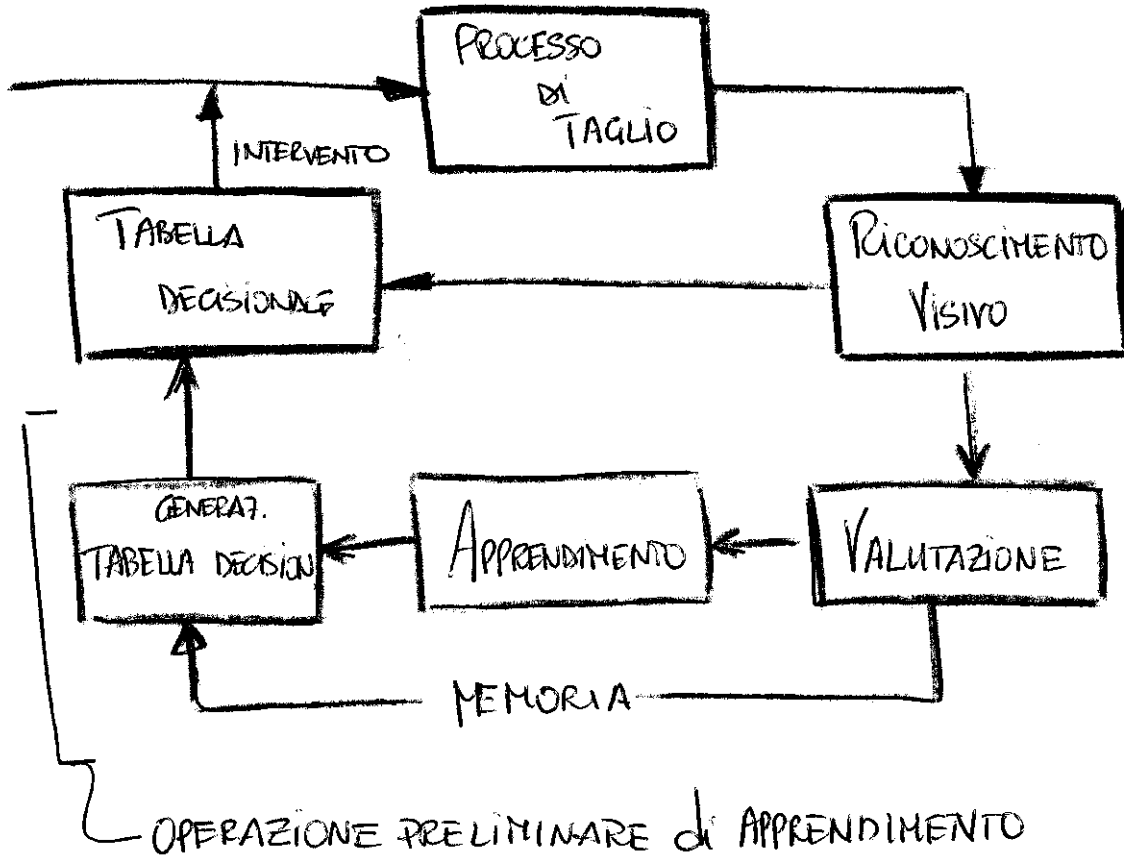 PROCESSO
DI
TAGLIO
INTERVENTO
TABELLA
DECISIONALE
RICONOSCIMENTO
VISIVO
GENERAZ.
TABELLA DECISION
APPRENDIMENTO
VALUTAZIONE
MEMORIA
OPERAZIONE PRELIMINARE di APPRENDIMENTO